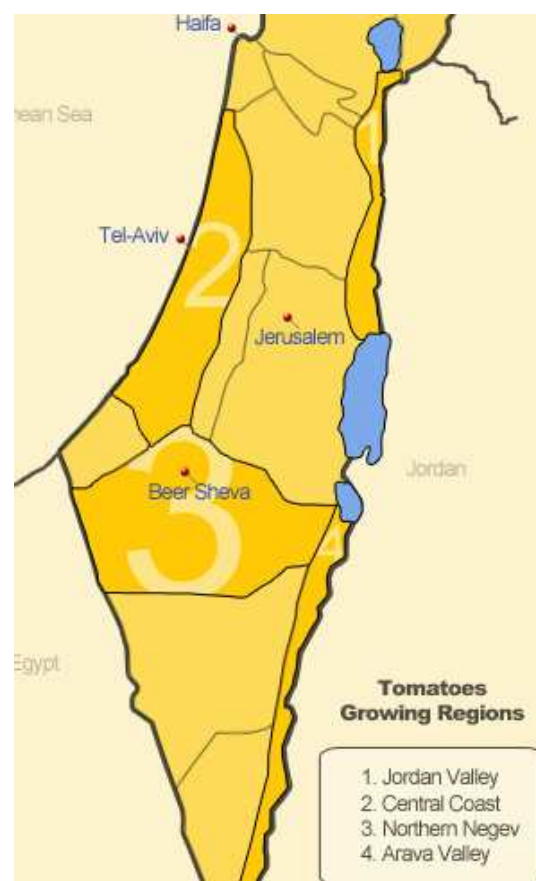 Haifa
nean Sea
1
Tel-Aviv
2
Jerusalem
3
Beer Sheva
Jordan
4
Egypt
Tomatoes
Growing Regions
1. Jordan Valley
2. Central Coast
3. Northern Negev
4. Arava Valley